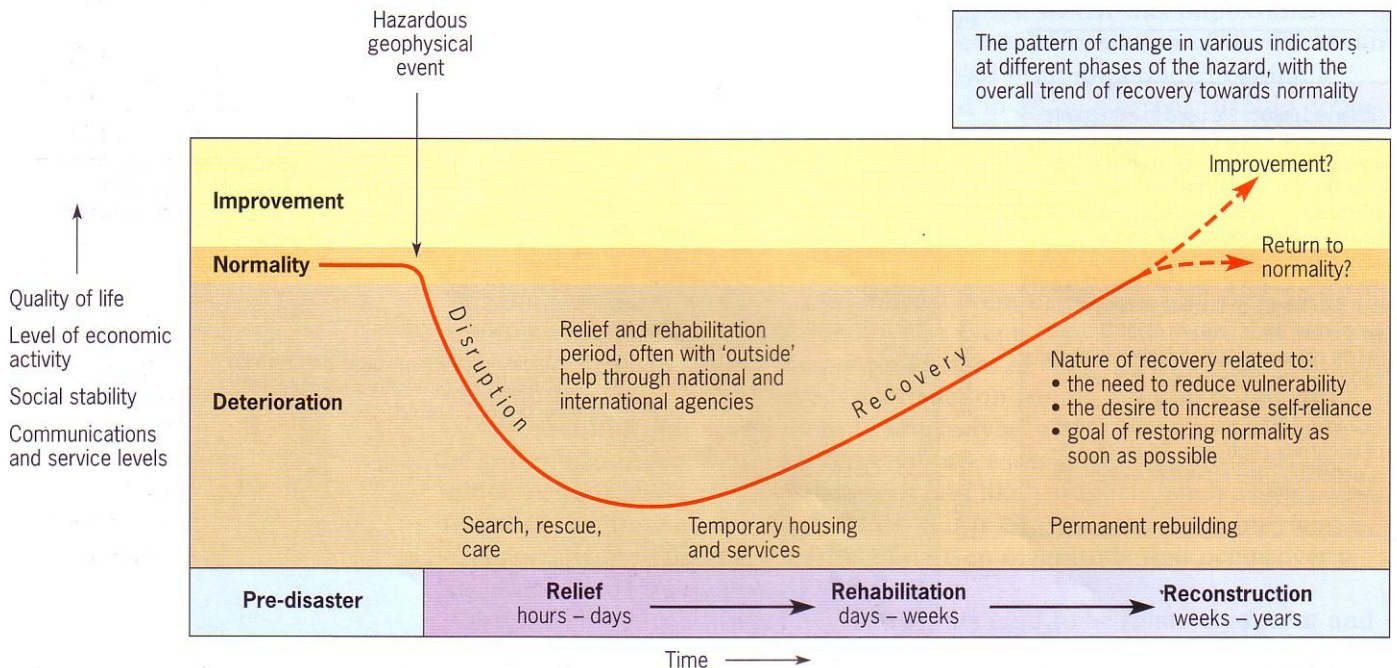 Hazardous
geophysical
event
The pattern of change in various indicators
at different phases of the hazard, with the
overall trend of recovery towards normality
Improvement?
Improvement
Return to
normality?
Normality
Quality of life
Level of economic
activity
Social stability
Communications
and service levels
Disruption
Relief and rehabilitation
period, often with ‘outside’
help through national and
international agencies
Recovery
Nature of recovery related to:
• the need to reduce vulnerability
• the desire to increase self-reliance
• goal of restoring normality as
soon as possible
Deterioration
Search, rescue,
care
Temporary housing
and services
Permanent rebuilding
Pre-disaster
Relief
hours – days
Rehabilitation
days – weeks
Reconstruction
weeks – years
Time